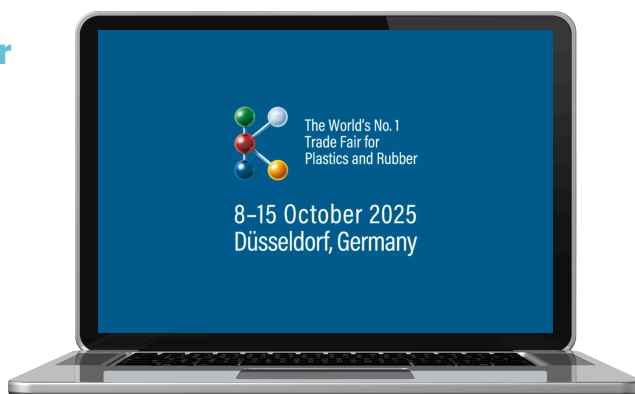 r
The World's No. 1
Trade Fair for
Plastics and Rubber
8–15 October 2025
Düsseldorf, Germany